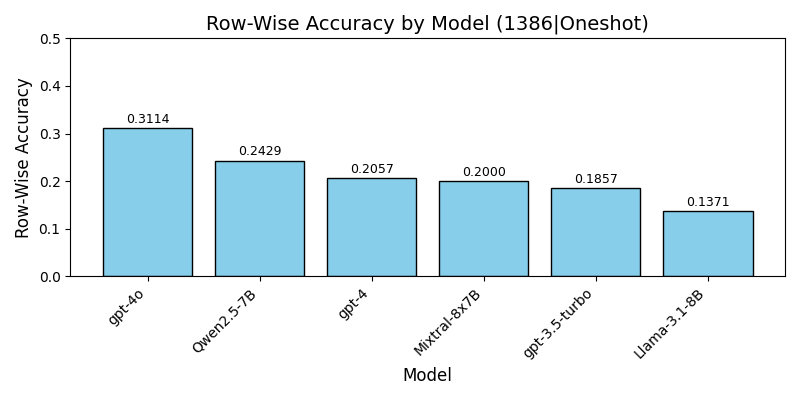 Row-Wise Accuracy by Model (1386|Oneshot)
Row-Wise Accuracy
0.5
0.4
0.3
0.2
0.1
0.0
0.3114
0.2429
0.2057
0.2000
0.1857
0.1371
gpt-4o
Qwen2.5-7B
gpt-4
Mixtral-8x7B
gpt-3.5-turbo
Llama-3.1-8B
Model